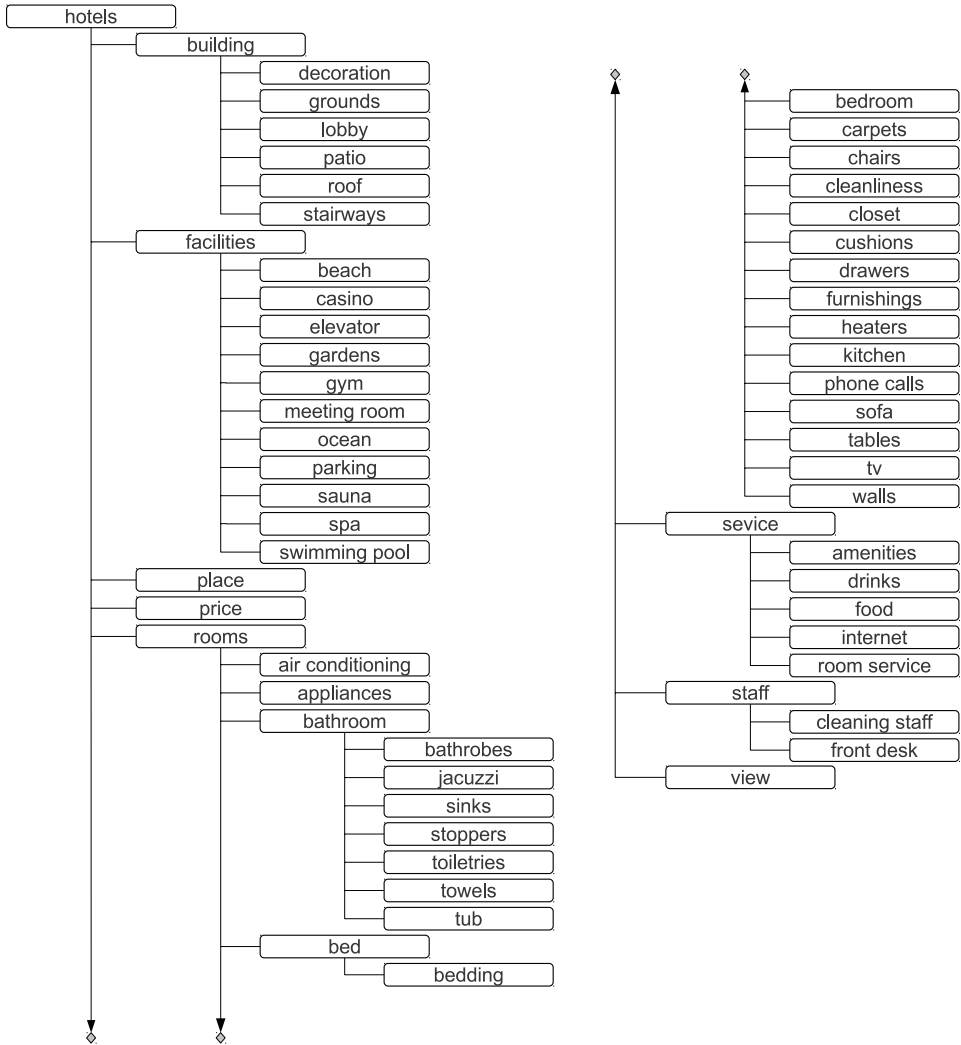 hotels
building
decoration
grounds
lobby
patio
roof
stairways
facilities
beach
casino
elevator
gardens
gym
meeting room
ocean
parking
sauna
spa
swimming pool
place
price
rooms
air conditioning
appliances
bathroom
bathrobes
jacuzzi
sinks
stoppers
toiletries
towels
tub
bed
bedding
bedroom
carpets
chairs
cleanliness
closet
cushions
drawers
furnishings
heaters
kitchen
phone calls
sofa
tables
tv
walls
sevice
amenities
drinks
food
internet
room service
staff
cleaning staff
front desk
view